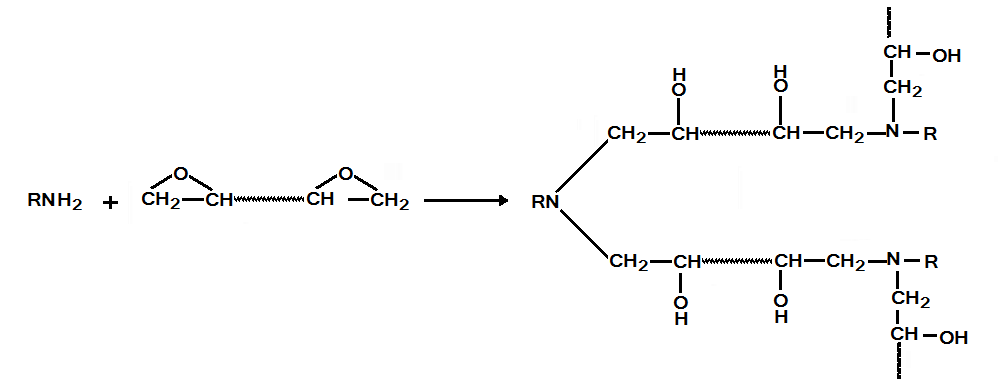 CH — OH
CH2
H
O
H
O
CH2 — CH CH — CH2 — N — R
O O
RNH2 + CH2 — CH CH — CH2 RN
CH2 — CH CH — CH2 — N — R
O
H
O
H
CH2
CH — OH